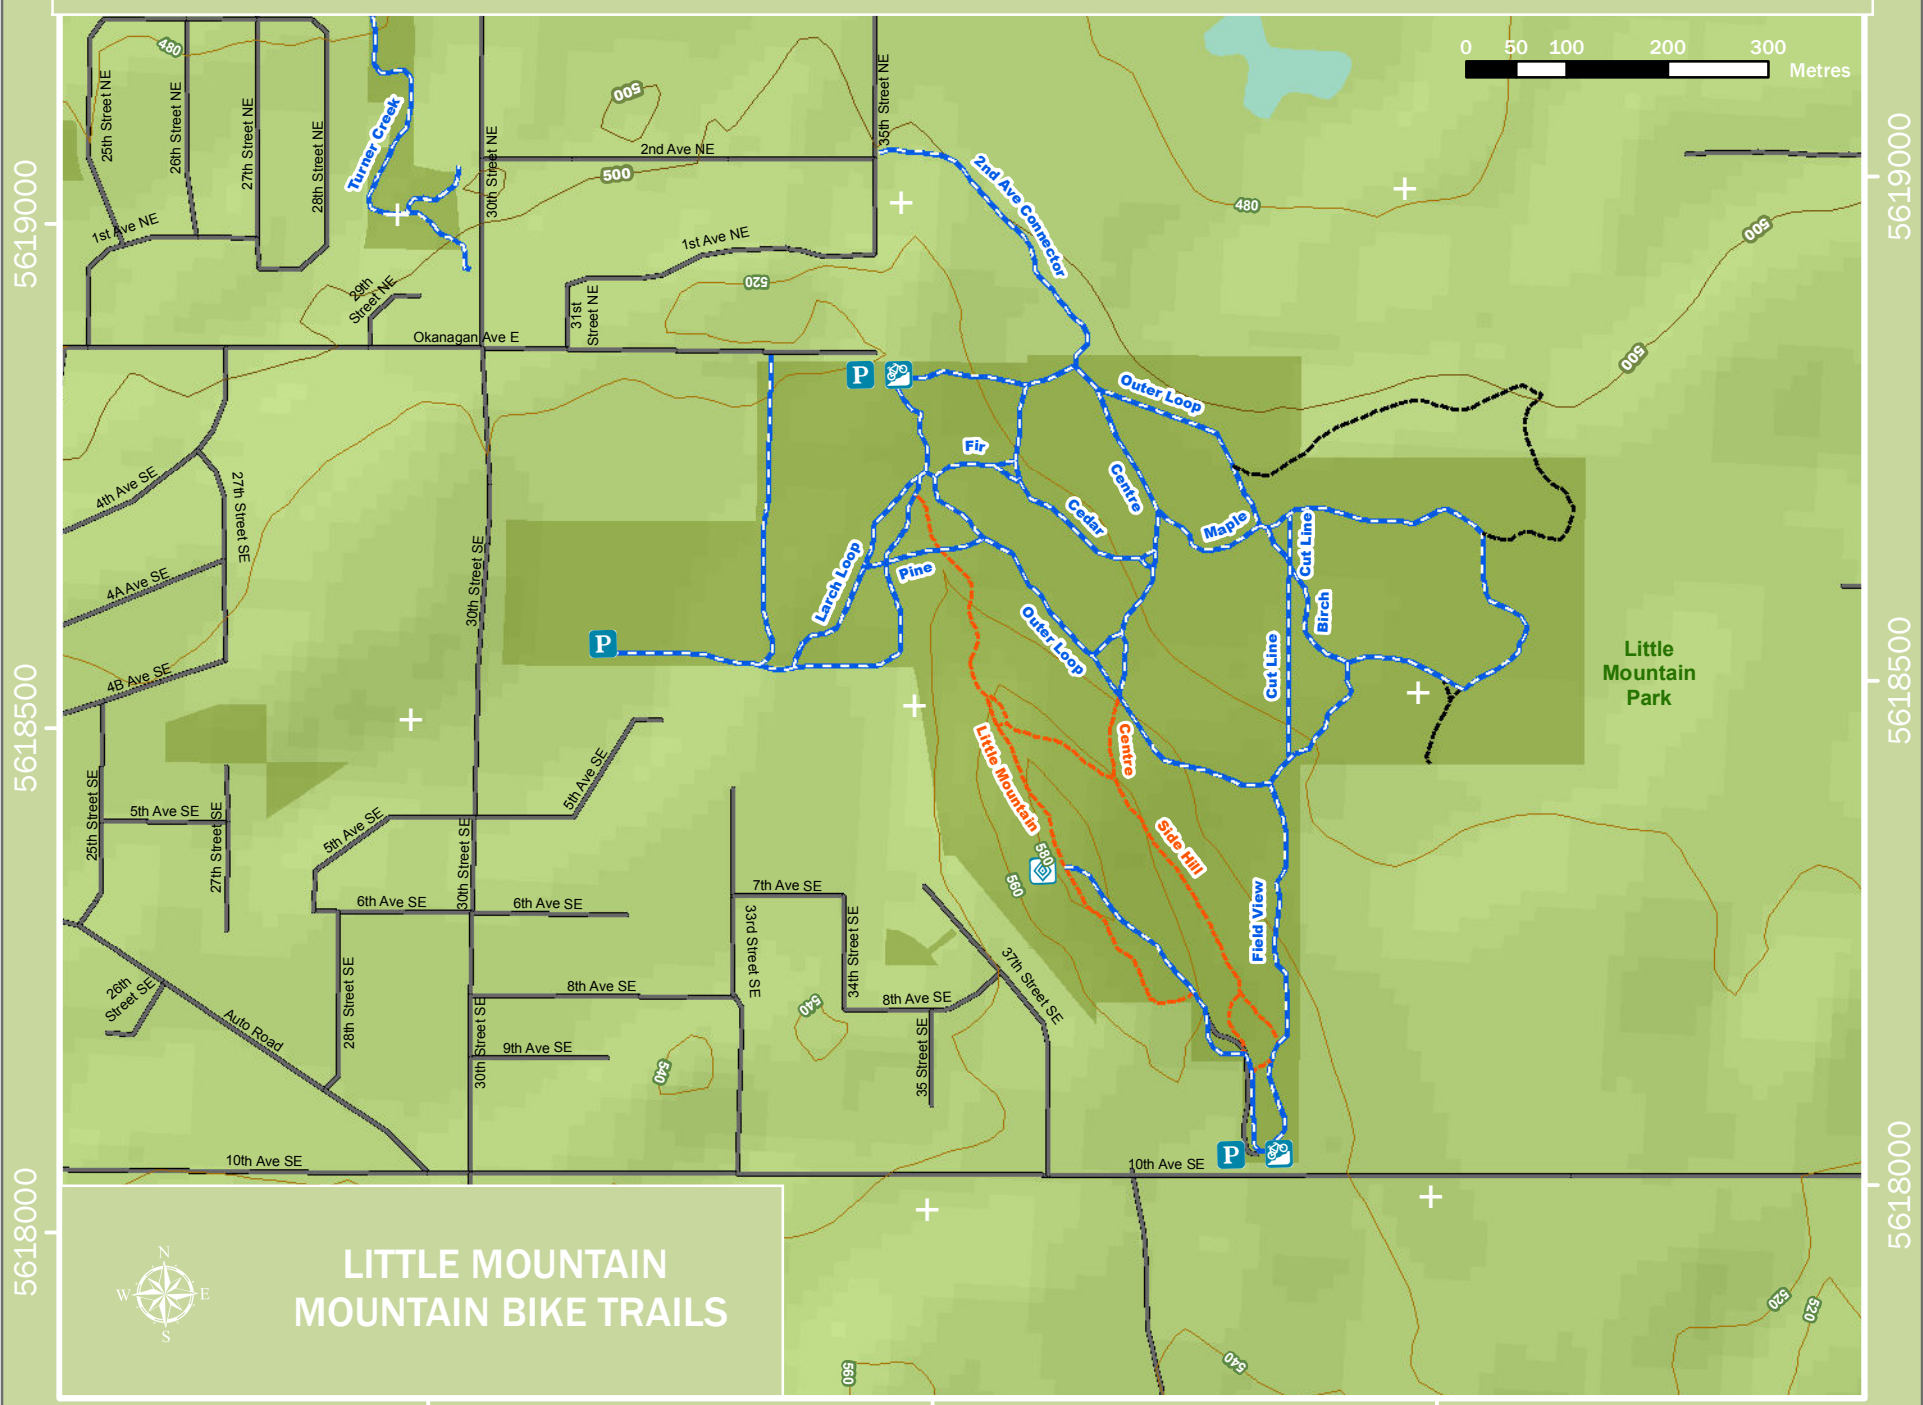 0 50 100 200 300
Metres
5619000
5618500
5618000
5619000
5618500
5618000
480
500
500
480
500
500
520
580
560
540
540
540
560
520
520
25th Street NE
26th Street NE
27th Street NE
28th Street NE
1st Ave NE
Turner Creek
30th Street NE
2nd Ave NE
35th Street NE
1st Ave NE
29th
Street NE
31st
Street NE
Okanagan Ave E
2nd Ave Connector
Outer Loop
Fir
Centre
Cedar
Maple
Cut Line
Birch
Cut Line
Larch Loop
Pine
Outer Loop
Little
Mountain
Park
Centre
Little Mountain
Side Hill
Field View
4th Ave SE
27th Street SE
4A Ave SE
4B Ave SE
30th Street SE
25th Street SE
5th Ave SE
27th Street SE
5th Ave SE
5th Ave SE
30th Street SE
6th Ave SE
6th Ave SE
7th Ave SE
33rd Street SE
34th Street SE
37th Street SE
26th
Street SE
Auto Road
28th Street SE
8th Ave SE
8th Ave SE
30th Street SE
9th Ave SE
35 Street SE
10th Ave SE
10th Ave SE
P
P
P
N
W E
S
LITTLE MOUNTAIN
MOUNTAIN BIKE TRAILS